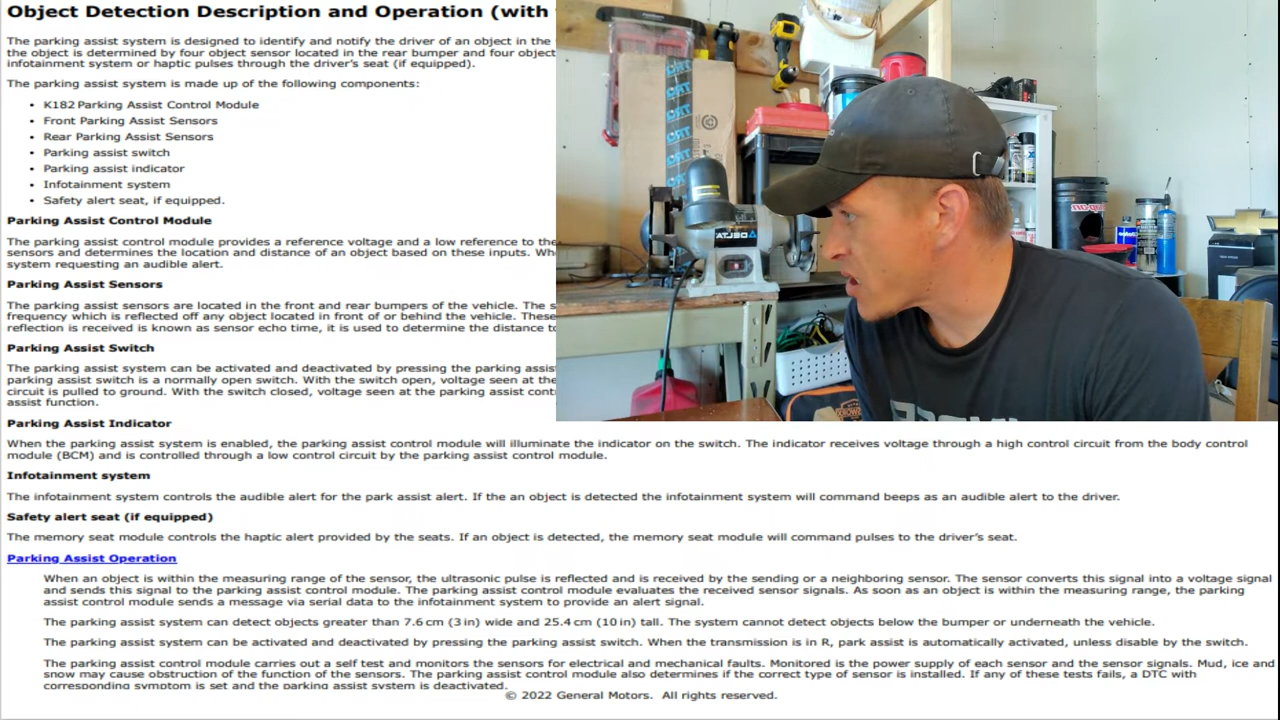 Object Detection Description and Operation (with
The parking assist system is designed to identify and notify the driver of an object in the
the object is determined by four object sensor located in the rear bumper and four object
infotainment system or haptic pulses through the driver's seat (if equipped).
The parking assist system is made up of the following components:
• K182 Parking Assist Control Module
• Front Parking Assist Sensors
• Rear Parking Assist Sensors
• Parking assist switch
• Parking assist indicator
• Infotainment system
• Safety alert seat, if equipped.
Parking Assist Control Module
The parking assist control module provides a reference voltage and a low reference to the
sensors and determines the location and distance of an object based on these inputs. Wh
system requesting an audible alert.
Parking Assist Sensors
The parking assist sensors are located in the front and rear bumpers of the vehicle. The s
frequency which is reflected off any object located in front of or behind the vehicle. These
reflection is received is known as sensor echo time, it is used to determine the distance to
Parking Assist Switch
The parking assist system can be activated and deactivated by pressing the parking assist
parking assist switch is a normally open switch. With the switch open, voltage seen at the
circuit is pulled to ground. With the switch closed, voltage seen at the parking assist cont
assist function.
Parking Assist Indicator
When the parking assist system is enabled, the parking assist control module will illuminate the indicator on the switch. The indicator receives voltage through a high control circuit from the body control
module (BCM) and is controlled through a low control circuit by the parking assist control module.
Infotainment system
The infotainment system controls the audible alert for the park assist alert. If the an object is detected the infotainment system will command beeps as an audible alert to the driver.
Safety alert seat (if equipped)
The memory seat module controls the haptic alert provided by the seats. If an object is detected, the memory seat module will command pulses to the driver's seat.
Parking Assist Operation
When an object is within the measuring range of the sensor, the ultrasonic pulse is reflected and is received by the sending or a neighboring sensor. The sensor converts this signal into a voltage signal
and sends this signal to the parking assist control module. The parking assist control module evaluates the received sensor signals. As soon as an object is within the measuring range, the parking
assist control module sends a message via serial data to the infotainment system to provide an alert signal.
The parking assist system can detect objects greater than 7.6 cm (3 in) wide and 25.4 cm (10 in) tall. The system cannot detect objects below the bumper or underneath the vehicle.
The parking assist system can be activated and deactivated by pressing the parking assist switch. When the transmission is in R, park assist is automatically activated, unless disable by the switch.
The parking assist control module carries out a self test and monitors the sensors for electrical and mechanical faults. Monitored is the power supply of each sensor and the sensor signals. Mud, ice and
snow may cause obstruction of the function of the sensors. The parking assist control module also determines if the correct type of sensor is installed. If any of these tests fails, a DTC with
corresponding symptom is set and the parking assist system is deactivated.
© 2022 General Motors. All rights reserved.